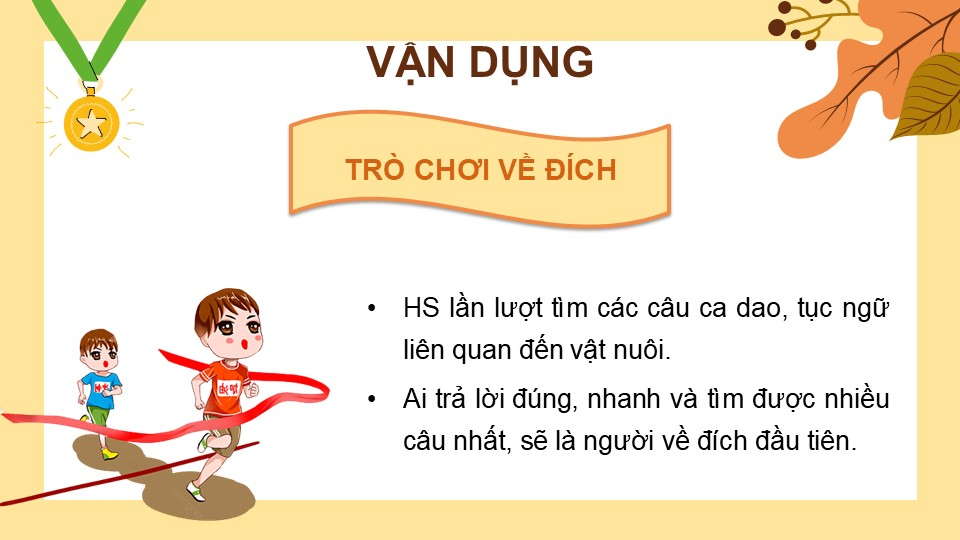 VẬN DỤNG
TRÒ CHƠI VỀ ĐÍCH
• HS lần lượt tìm các câu ca dao, tục ngữ
liên quan đến vật nuôi.
• Ai trả lời đúng, nhanh và tìm được nhiều
câu nhất, sẽ là người về đích đầu tiên.